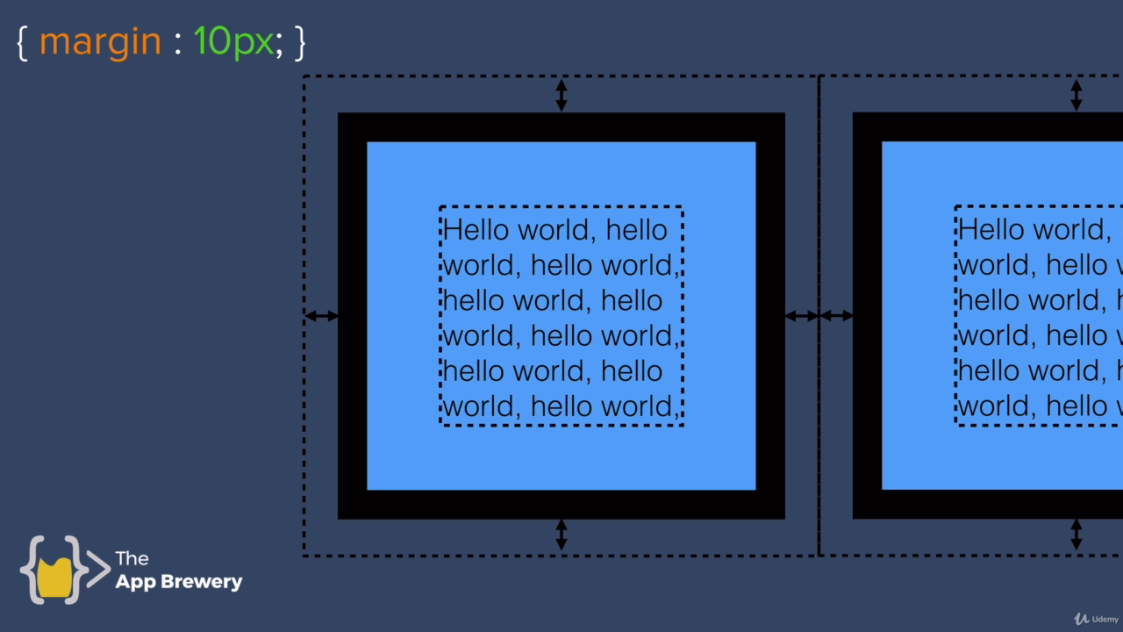 { margin : 10px; }
Hello world, hello
world, hello world,
hello world, hello
world, hello world,
hello world, hello
world, hello world,
Hello world,
world, hello
hello world,
world, hello
hello world,
world, hello
The
App Brewery
Udemy